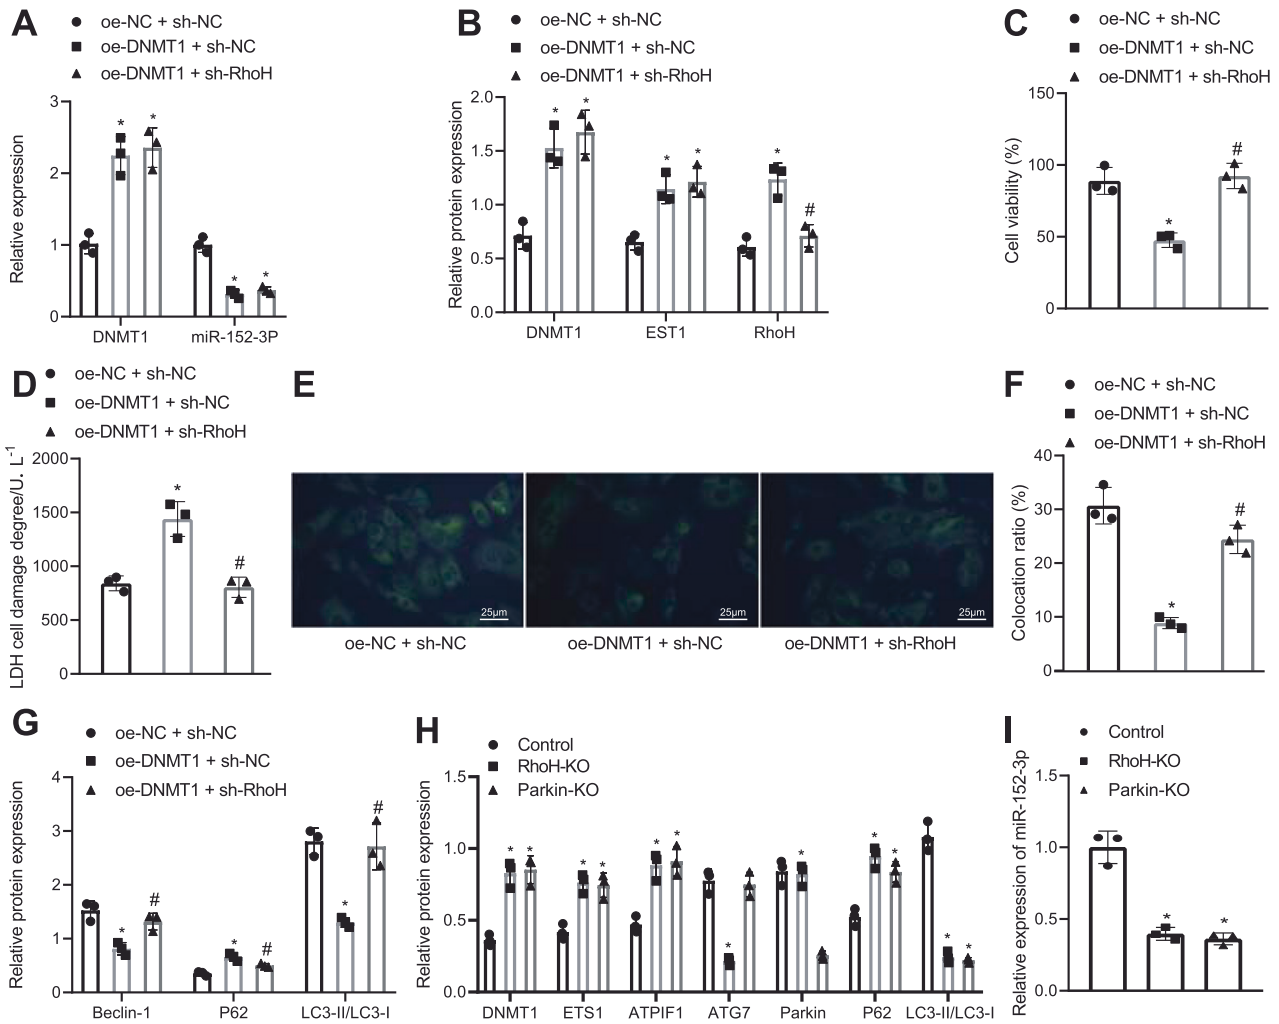 A
oe-NC + sh-NC
oe-DNMT1 + sh-NC
oe-DNMT1 + sh-RhoH
Relative expression
3
2
1
0
* * * *
DNMT1 miR-152-3P
B
oe-NC + sh-NC
oe-DNMT1 + sh-NC
oe-DNMT1 + sh-RhoH
Relative protein expression
2.0
1.5
1.0
0.5
0.0
* * * * * #
DNMT1 EST1 RhoH
C
oe-NC + sh-NC
oe-DNMT1 + sh-NC
oe-DNMT1 + sh-RhoH
Cell viability (%)
150
100
50
0
* #
D
oe-NC + sh-NC
oe-DNMT1 + sh-NC
oe-DNMT1 + sh-RhoH
LDH cell damage degree/U. L⁻¹
2000
1500
1000
500
0
* #
E
25μm 25μm 25μm
oe-NC + sh-NC oe-DNMT1 + sh-NC oe-DNMT1 + sh-RhoH
F
oe-NC + sh-NC
oe-DNMT1 + sh-NC
oe-DNMT1 + sh-RhoH
Colocation ratio (%)
40
30
20
10
0
* #
G
oe-NC + sh-NC
oe-DNMT1 + sh-NC
oe-DNMT1 + sh-RhoH
Relative protein expression
4
3
2
1
0
* # * # * #
Beclin-1 P62 LC3-II/LC3-I
H
Control
RhoH-KO
Parkin-KO
Relative protein expression
1.5
1.0
0.5
0.0
* * * * * * * * * * * *
DNMT1 ETS1 ATPIF1 ATG7 Parkin P62 LC3-II/LC3-I
I
Control
RhoH-KO
Parkin-KO
Relative expression of miR-152-3p
1.5
1.0
0.5
0.0
* *